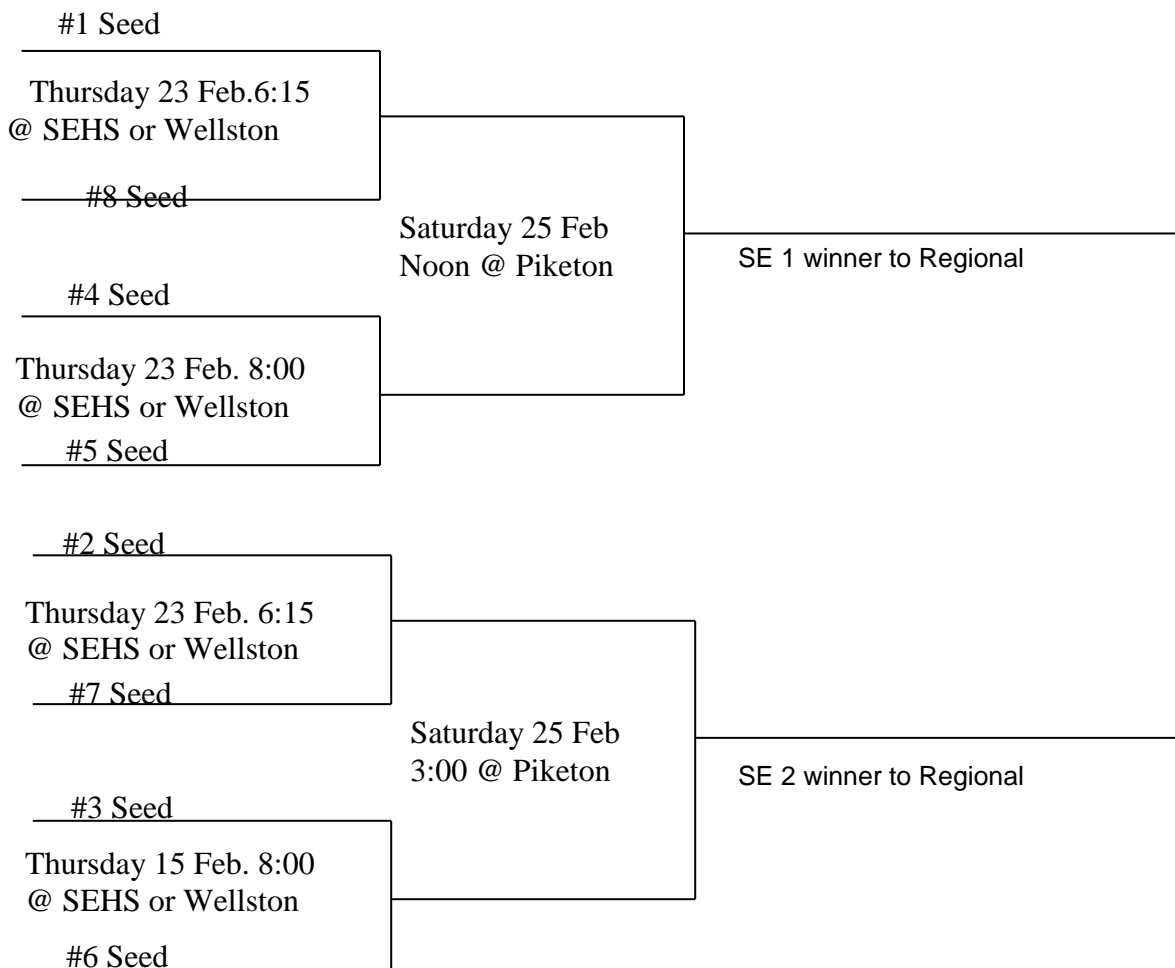 #1 Seed
Thursday 23 Feb.6:15
@ SEHS or Wellston
#8 Seed
Saturday 25 Feb
Noon @ Piketon
SE 1 winner to Regional
#4 Seed
Thursday 23 Feb. 8:00
@ SEHS or Wellston
#5 Seed
#2 Seed
Thursday 23 Feb. 6:15
@ SEHS or Wellston
#7 Seed
Saturday 25 Feb
3:00 @ Piketon
SE 2 winner to Regional
#3 Seed
Thursday 15 Feb. 8:00
@ SEHS or Wellston
#6 Seed